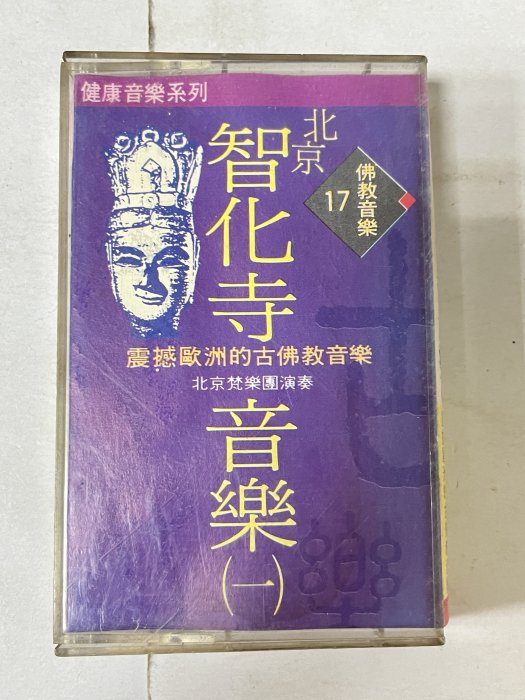 健康音樂系列
北京
智化寺音樂(一)
佛教音樂
17
震撼歐洲的古佛教音樂
北京梵樂團演奏
樂